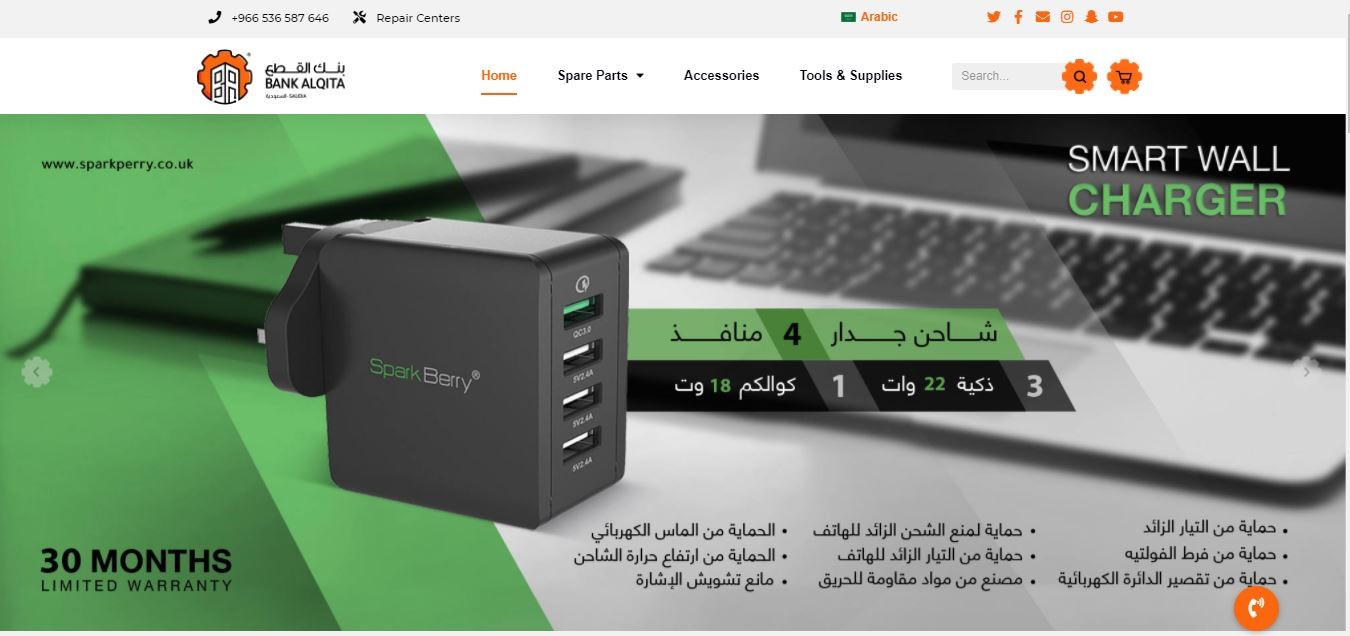 +966 536 587 646
Repair Centers
Arabic
بنك القطع
BANK ALQITA
السعودية - SAUDIA
Home
Spare Parts
Accessories
Tools & Supplies
Search...
www.sparkperry.co.uk
SMART WALL
CHARGER
QC3.0
5V2.4A
5V2.4A
5V2.4A
SparkBerry®
شاحن جدار 4 منافذ
3 ذكية 22 وات 1 كوالكم 18 وت
• حماية من التيار الزائد
• حماية من فرط الفولتيه
• حماية من تقصير الدائرة الكهربائية
• حماية لمنع الشحن الزائد للهاتف
• حماية من التيار الزائد للهاتف
• مصنع من مواد مقاومة للحريق
• الحماية من الماس الكهربائي
• الحماية من ارتفاع حرارة الشاحن
• مانع تشويش الإشارة
30 MONTHS
LIMITED WARRANTY